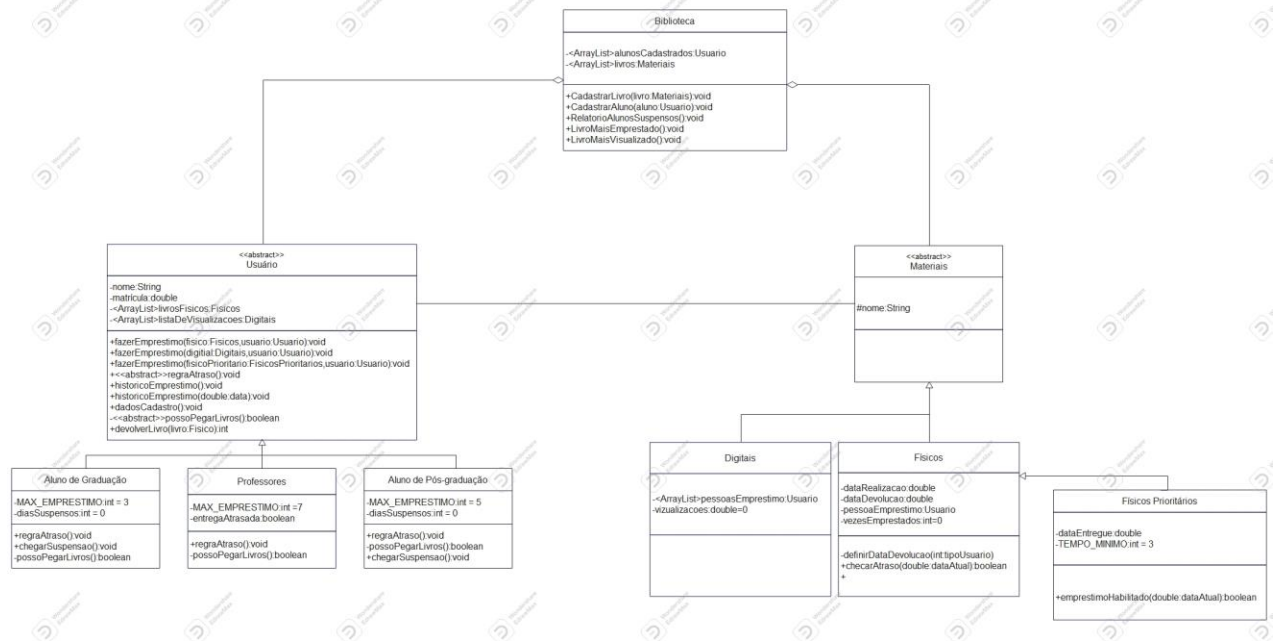 Biblioteca
-<ArrayList>alunosCadastrados:Usuario
-<ArrayList>livros:Materiais
+CadastrarLivro(livro:Materiais):void
+CadastrarAluno(aluno:Usuario):void
+RelatorioAlunosSuspensos():void
+LivroMaisEmprestado():void
+LivroMaisVisualizado():void
<<abstract>>
Usuário
-nome:String
-matrícula:double
-<ArrayList>livrosFisicos:Fisicos
-<ArrayList>listaDeVisualizacoes:Digitais
+fazerEmprestimo(fisico:Fisicos,usuario:Usuario):void
+fazerEmprestimo(digitial:Digitais,usuario:Usuario):void
+fazerEmprestimo(fisicoPrioritario:FisicosPrioritarios,usuario:Usuario):void
+<<abstract>>regraAtraso():void
+historicoEmprestimo():void
+historicoEmprestimo(double:data):void
+dadosCadastro():void
-<<abstract>>possoPegarLivros():boolean
+devolverLivro(livro:Fisico):int
<<abstract>>
Materiais
#nome:String
Aluno de Graduação
-MAX_EMPRESTIMO:int = 3
-diasSuspensos:int = 0
+regraAtraso():void
+chegarSuspensao():void
-possoPegarLivros():boolean
Professores
-MAX_EMPRESTIMO:int =7
-entregaAtrasada:boolean
+regraAtraso():void
-possoPegarLivros():boolean
Aluno de Pós-graduação
-MAX_EMPRESTIMO:int = 5
-diasSuspensos:int = 0
+regraAtraso():void
-possoPegarLivros():boolean
+chegarSuspensao():void
Digitais
-<ArrayList>pessoasEmprestimo:Usuario
-vizualizacoes:double=0
Físicos
-dataRealizacao:double
-dataDevolucao:double
-pessoaEmprestimo:Usuario
-vezesEmprestados:int=0
-definirDataDevolucao(int:tipoUsuario)
+checarAtraso(double:dataAtual):boolean
+
Físicos Prioritários
-dataEntregue:double
-TEMPO_MINIMO:int = 3
+emprestimoHabilitado(double:dataAtual):boolean